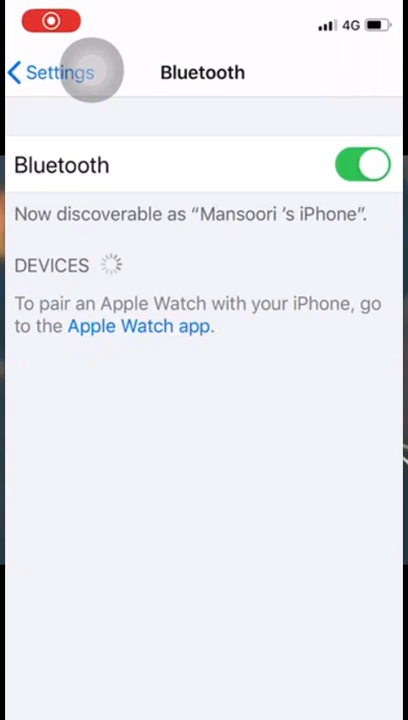 4G
Settings
Bluetooth
Bluetooth
Now discoverable as “Mansoori ’s iPhone”.
DEVICES
To pair an Apple Watch with your iPhone, go
to the Apple Watch app.